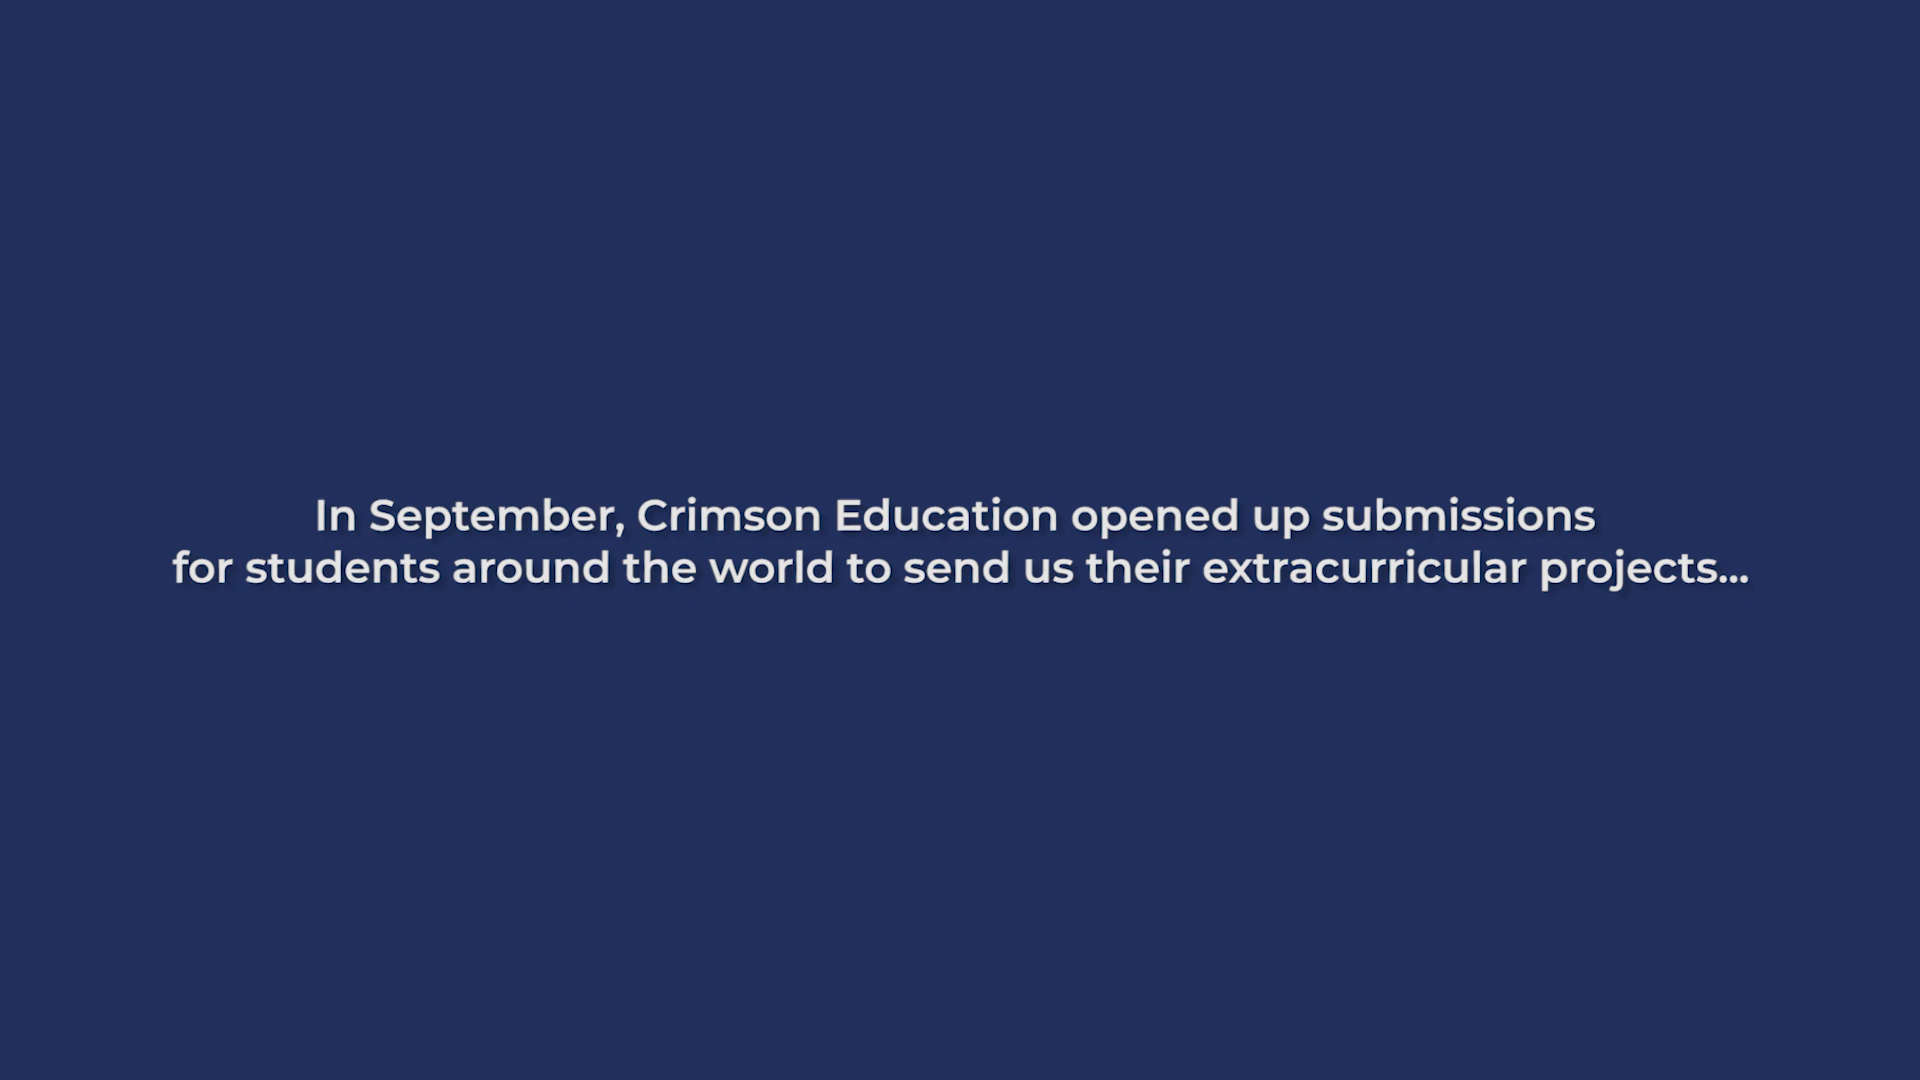 In September, Crimson Education opened up submissions
for students around the world to send us their extracurricular projects...